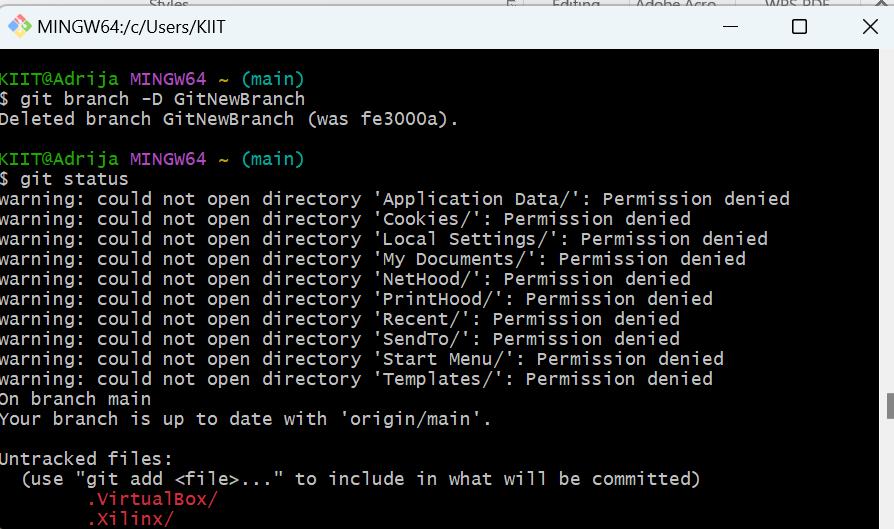 Styles
Editing
Adobe Acro
WPS PDF
MINGW64:/c/Users/KIIT
KIIT@Adrija MINGW64 ~ (main)
$ git branch -D GitNewBranch
Deleted branch GitNewBranch (was fe3000a).
KIIT@Adrija MINGW64 ~ (main)
$ git status
warning: could not open directory 'Application Data/': Permission denied
warning: could not open directory 'Cookies/': Permission denied
warning: could not open directory 'Local Settings/': Permission denied
warning: could not open directory 'My Documents/': Permission denied
warning: could not open directory 'NetHood/': Permission denied
warning: could not open directory 'PrintHood/': Permission denied
warning: could not open directory 'Recent/': Permission denied
warning: could not open directory 'SendTo/': Permission denied
warning: could not open directory 'Start Menu/': Permission denied
warning: could not open directory 'Templates/': Permission denied
On branch main
Your branch is up to date with 'origin/main'.
Untracked files:
(use "git add <file>..." to include in what will be committed)
.VirtualBox/
.Xilinx/